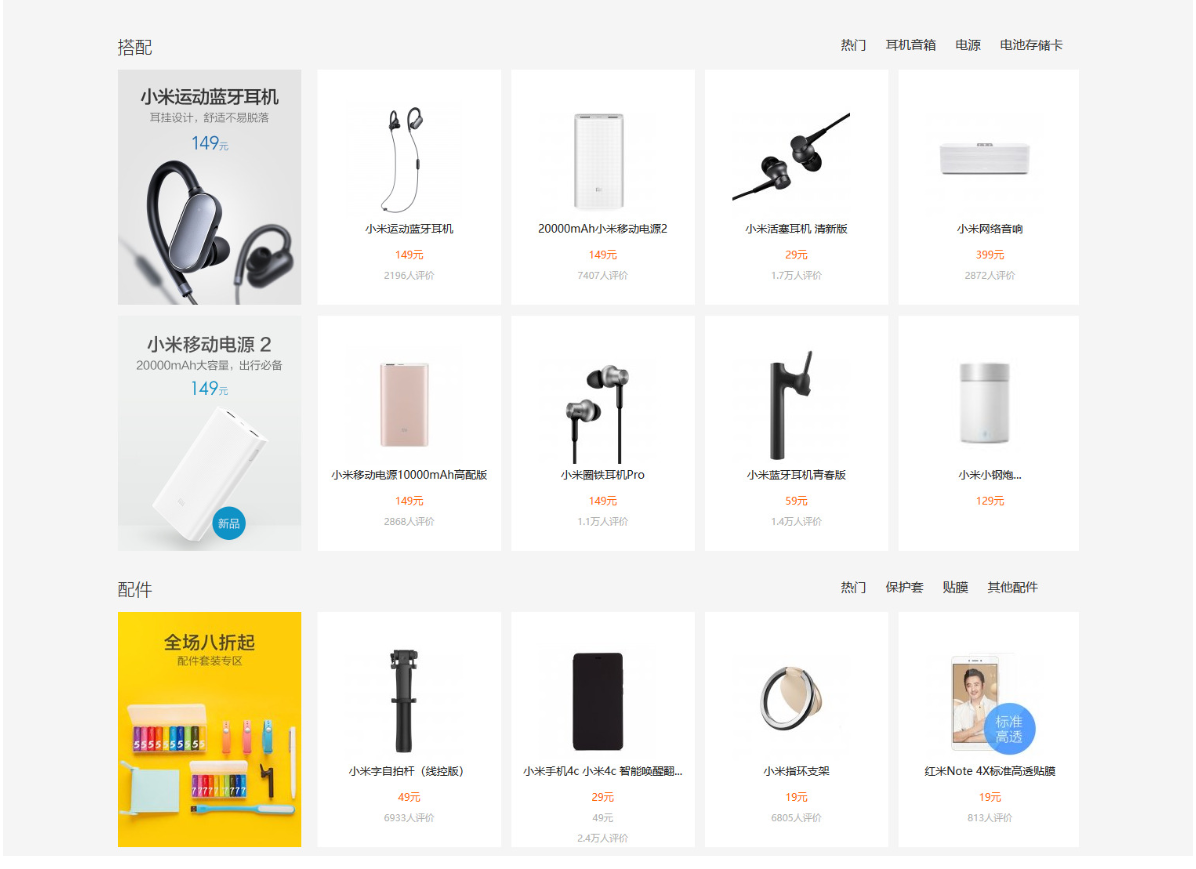 搭配
热门 耳机音箱 电源 电池存储卡
小米运动蓝牙耳机
耳挂设计，舒适不易脱落
149元
小米运动蓝牙耳机
149元
2196人评价
20000mAh小米移动电源2
149元
7407人评价
小米活塞耳机 清新版
29元
1.7万人评价
小米网络音响
399元
2872人评价
小米移动电源 2
20000mAh大容量，出行必备
149元
新品
小米移动电源10000mAh高配版
149元
2868人评价
小米圈铁耳机Pro
149元
1.1万人评价
小米蓝牙耳机青春版
59元
1.4万人评价
小米小钢炮...
129元
配件
热门 保护套 贴膜 其他配件
全场八折起
配件套装专区
5 5 5 5 5 5
7 7 7 7 7 7 7
小米字自拍杆（线控版）
49元
6933人评价
小米手机4c 小米4c 智能唤醒翻...
29元
49元
2.4万人评价
小米指环支架
19元
6805人评价
标准
高透
红米Note 4X标准高透贴膜
19元
813人评价